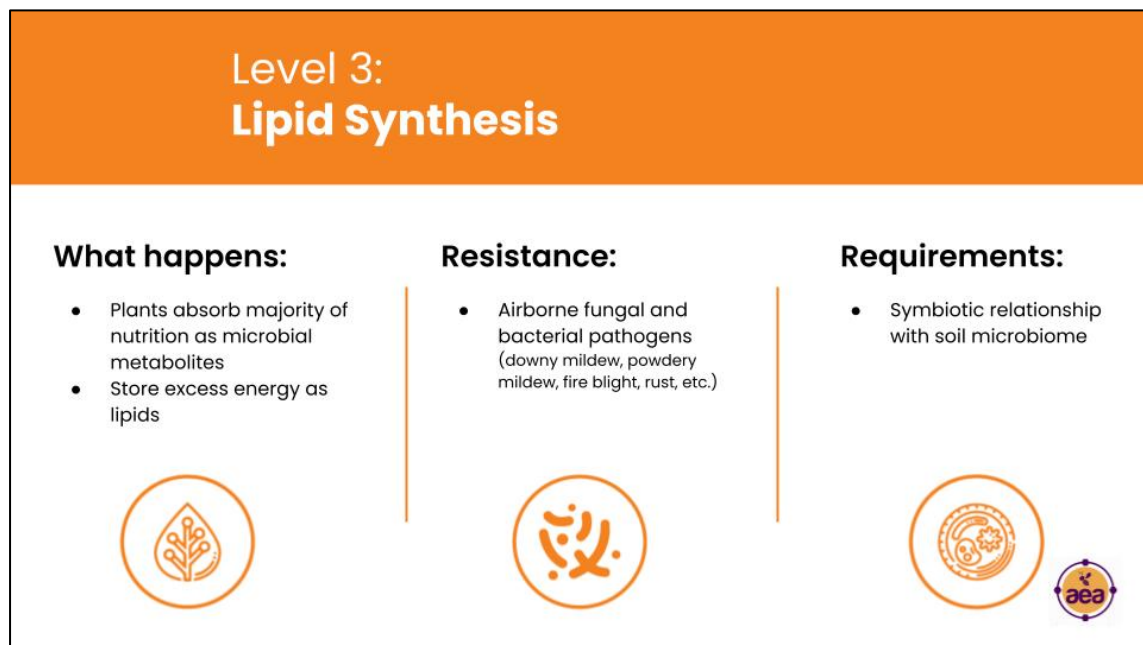 Level 3:
Lipid Synthesis
What happens:
● Plants absorb majority of
nutrition as microbial
metabolites
● Store excess energy as
lipids
Resistance:
● Airborne fungal and
bacterial pathogens
(downy mildew, powdery
mildew, fire blight, rust, etc.)
Requirements:
● Symbiotic relationship
with soil microbiome
aea